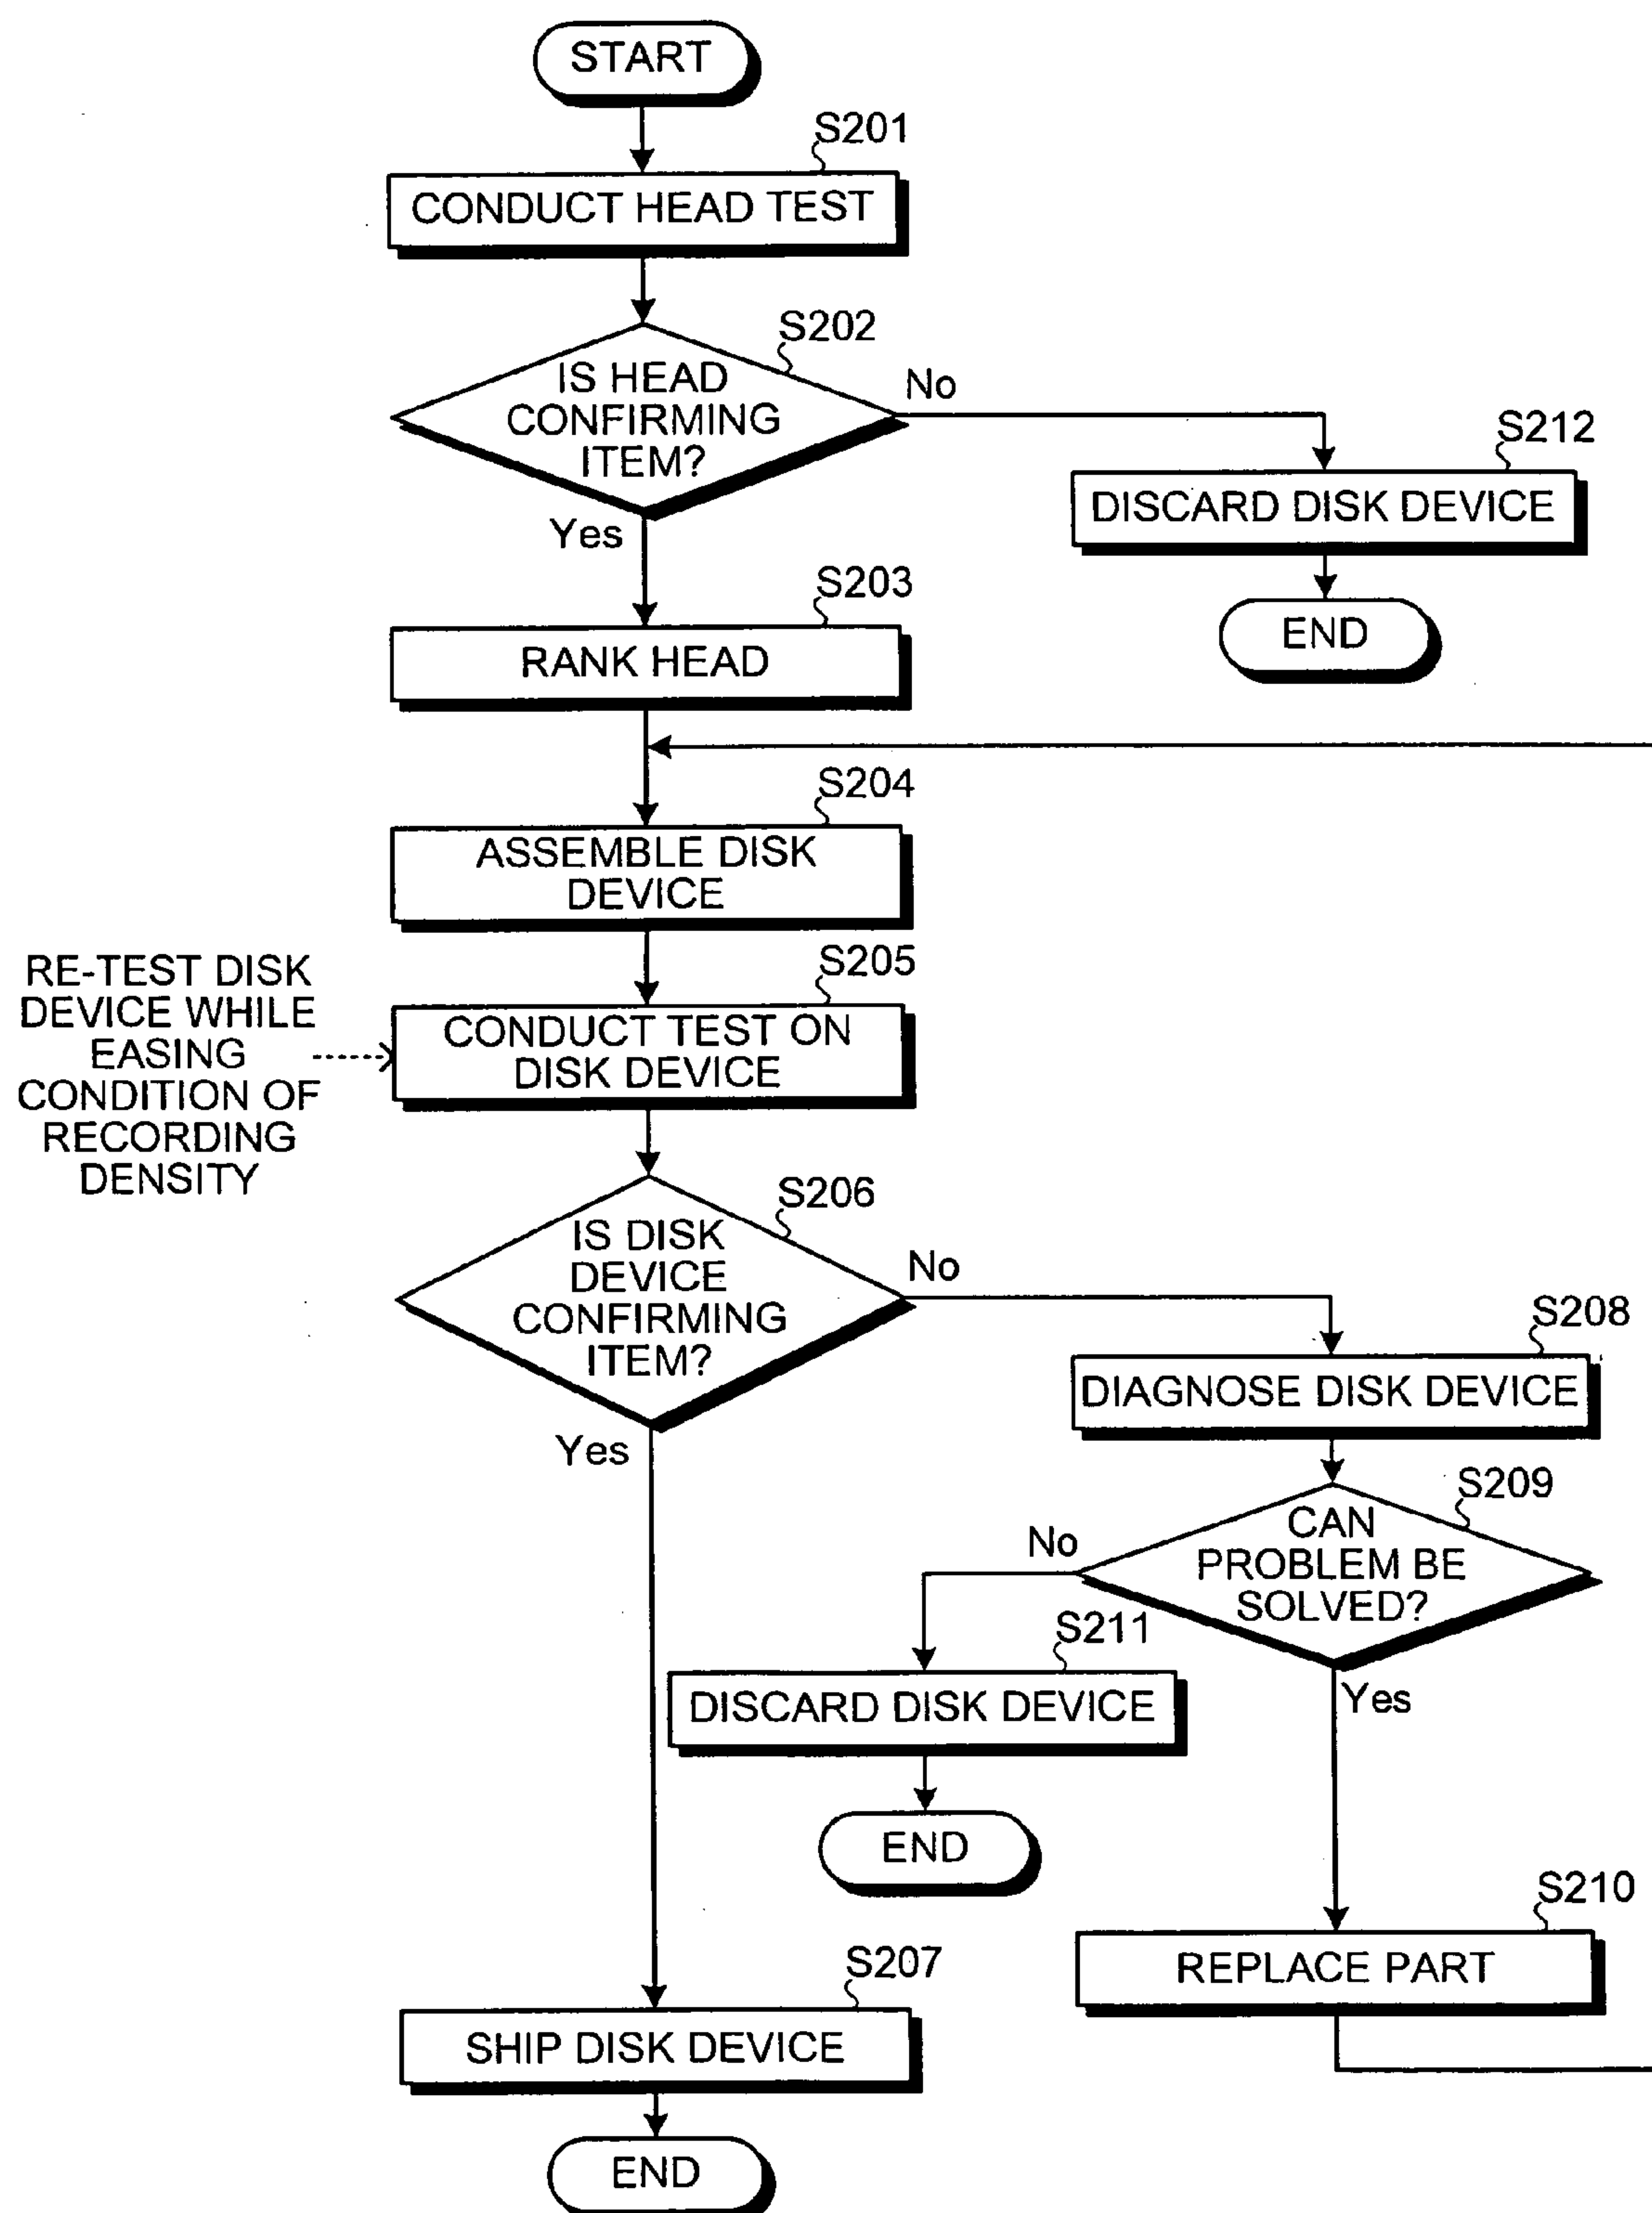 START
S201
CONDUCT HEAD TEST
S202
IS HEAD
CONFIRMING
ITEM?
No
Yes
S212
DISCARD DISK DEVICE
END
S203
RANK HEAD
S204
ASSEMBLE DISK
DEVICE
RE-TEST DISK
DEVICE WHILE
EASING
CONDITION OF
RECORDING
DENSITY
S205
CONDUCT TEST ON
DISK DEVICE
S206
IS DISK
DEVICE
CONFIRMING
ITEM?
No
Yes
S208
DIAGNOSE DISK DEVICE
S209
CAN
PROBLEM BE
SOLVED?
No
Yes
S211
DISCARD DISK DEVICE
END
S210
REPLACE PART
S207
SHIP DISK DEVICE
END